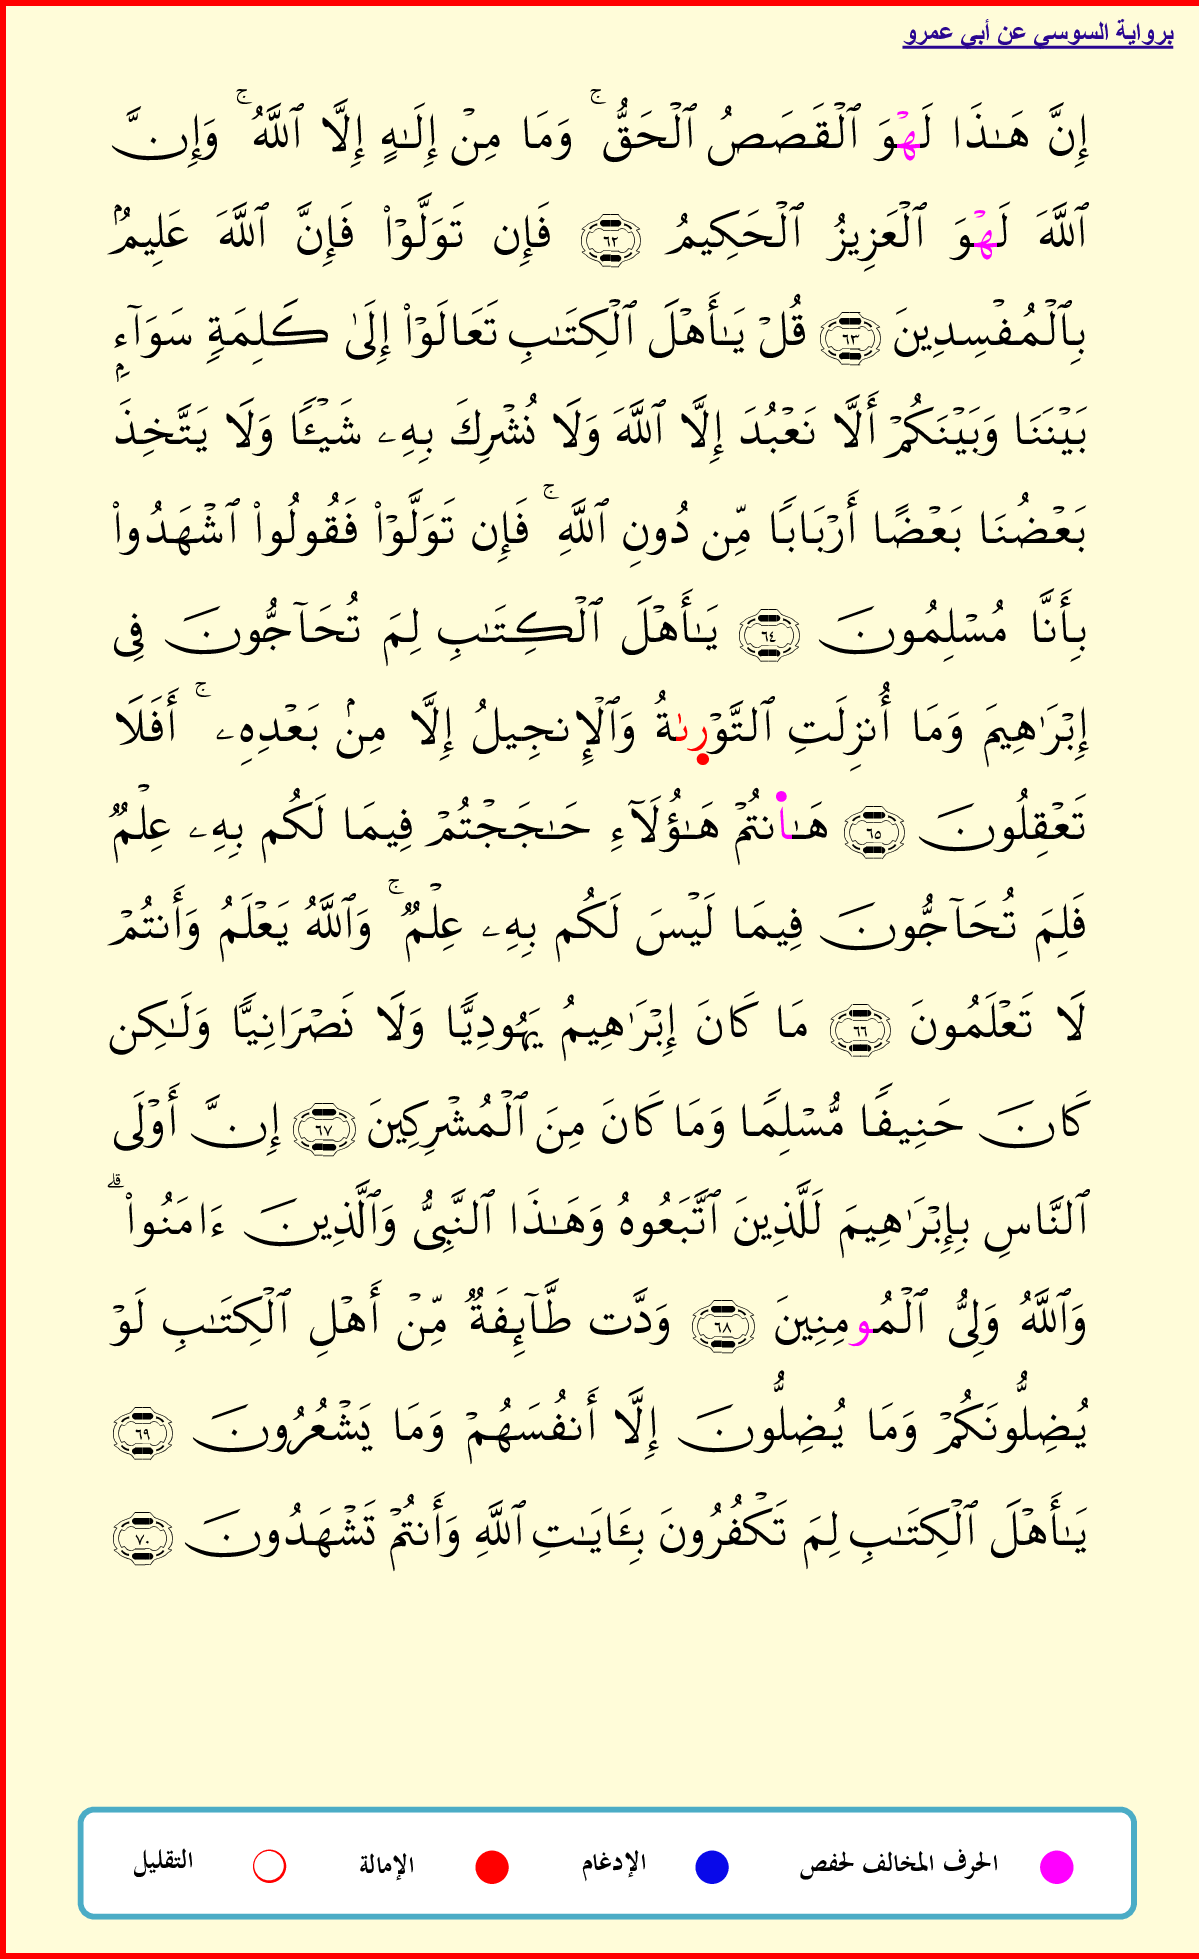 برواية السوسي عن أبي عمرو
إِنَّ هَـٰذَا لَهْوَ ٱلْقَصَصُ ٱلْحَقُّ ۚ وَمَا مِنْ إِلَـٰهٍ إِلَّا ٱللَّهُ ۚ وَإِنَّ
ٱللَّهَ لَهْوَ ٱلْعَزِيزُ ٱلْحَكِيمُ ٦٢ فَإِن تَوَلَّوْا۟ فَإِنَّ ٱللَّهَ عَلِيمٌۢ
بِٱلْمُفْسِدِينَ ٦٣ قُلْ يَـٰأَهْلَ ٱلْكِتَـٰبِ تَعَالَوْا۟ إِلَىٰ كَلِمَةٍ سَوَآءٍۭ
بَيْنَنَا وَبَيْنَكُمْ أَلَّا نَعْبُدَ إِلَّا ٱللَّهَ وَلَا نُشْرِكَ بِهِۦ شَيْـًٔا وَلَا يَتَّخِذَ
بَعْضُنَا بَعْضًا أَرْبَابًا مِّن دُونِ ٱللَّهِ ۚ فَإِن تَوَلَّوْا۟ فَقُولُوا۟ ٱشْهَدُوا۟
بِأَنَّا مُسْلِمُونَ ٦٤ يَـٰأَهْلَ ٱلْكِتَـٰبِ لِمَ تُحَآجُّونَ فِى
إِبْرَٰهِيمَ وَمَا أُنزِلَتِ ٱلتَّوْرىٰةُ وَٱلْإِنجِيلُ إِلَّا مِنۢ بَعْدِهِۦ ۚ أَفَلَا
تَعْقِلُونَ ٦٥ هَـٰا۬نتُمْ هَـٰؤُلَآءِ حَـٰجَجْتُمْ فِيمَا لَكُم بِهِۦ عِلْمٌ
فَلِمَ تُحَآجُّونَ فِيمَا لَيْسَ لَكُم بِهِۦ عِلْمٌ ۚ وَٱللَّهُ يَعْلَمُ وَأَنتُمْ
لَا تَعْلَمُونَ ٦٦ مَا كَانَ إِبْرَٰهِيمُ يَهُودِيًّا وَلَا نَصْرَانِيًّا وَلَـٰكِن
كَانَ حَنِيفًا مُّسْلِمًا وَمَا كَانَ مِنَ ٱلْمُشْرِكِينَ ٦٧ إِنَّ أَوْلَى
ٱلنَّاسِ بِإِبْرَٰهِيمَ لَلَّذِينَ ٱتَّبَعُوهُ وَهَـٰذَا ٱلنَّبِىُّ وَٱلَّذِينَ ءَامَنُوا۟ ۗ
وَٱللَّهُ وَلِىُّ ٱلْمُومِنِينَ ٦٨ وَدَّت طَّآئِفَةٌ مِّنْ أَهْلِ ٱلْكِتَـٰبِ لَوْ
يُضِلُّونَكُمْ وَمَا يُضِلُّونَ إِلَّا أَنفُسَهُمْ وَمَا يَشْعُرُونَ ٦٩
يَـٰأَهْلَ ٱلْكِتَـٰبِ لِمَ تَكْفُرُونَ بِـَٔايَـٰتِ ٱللَّهِ وَأَنتُمْ تَشْهَدُونَ ٧٠
الحرف المخالف لحفص الإدغام الإمالة التقليل